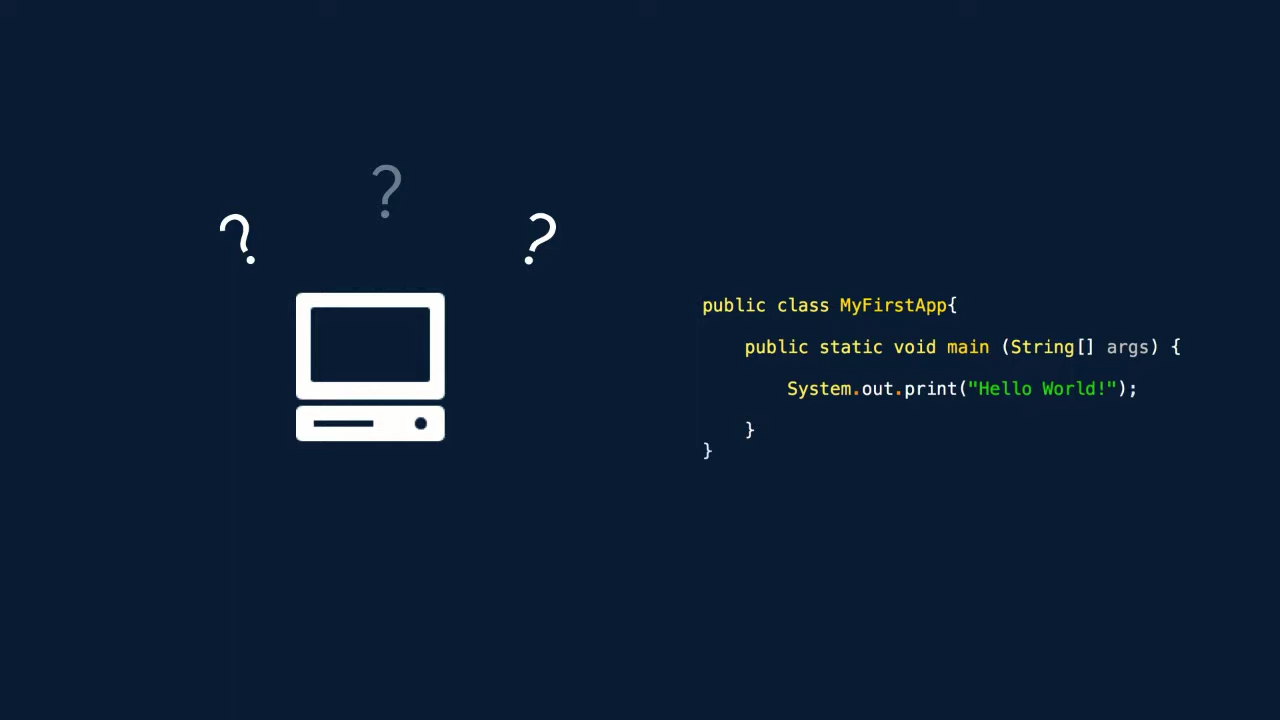 ? ? ?
public class MyFirstApp{
public static void main (String[] args) {
System.out.print("Hello World!");
}
}